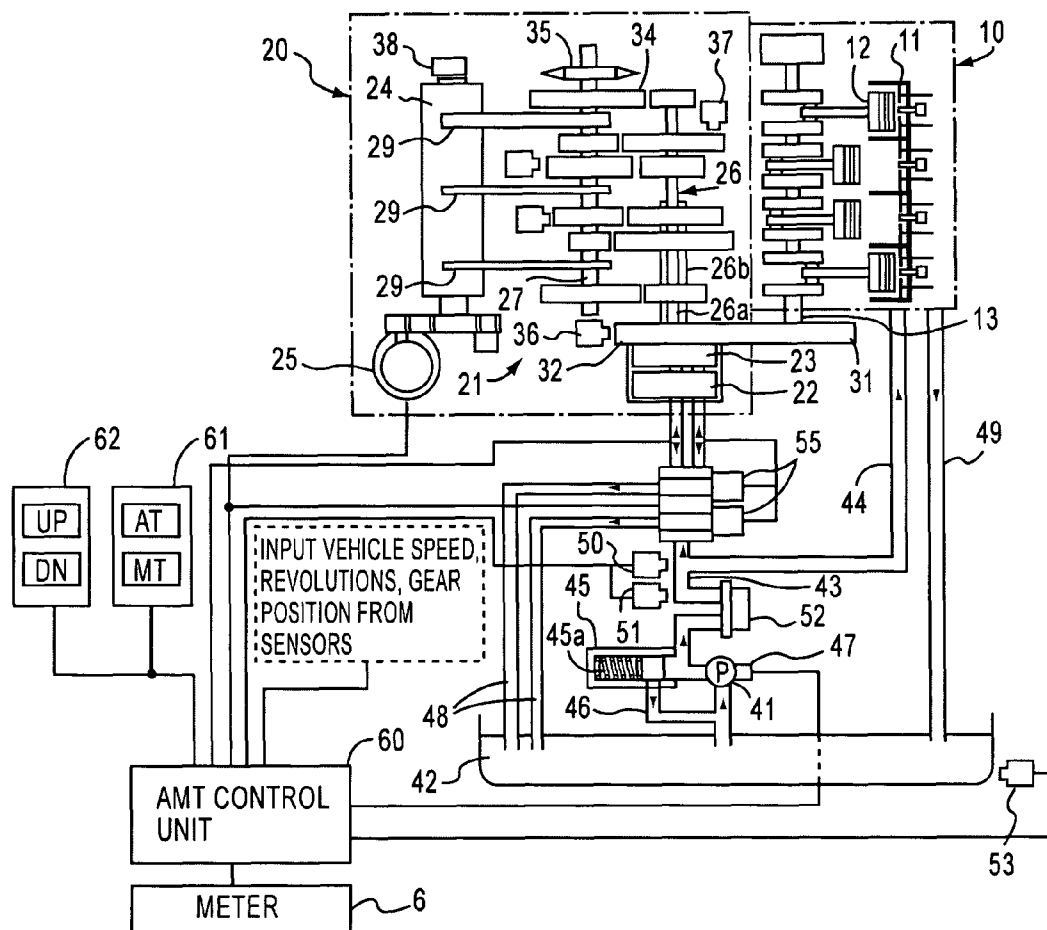 38
35
34
11
10
20
24
37
12
29
26
29
26b
29
27
26a
13
36
23
31
25
21
32
22
62
61
55
49
44
UP
AT
50
43
DN
MT
INPUT VEHICLE SPEED,
REVOLUTIONS, GEAR
POSITION FROM
SENSORS
45
51
52
45a
47
P
48
46
41
60
42
AMT CONTROL
UNIT
53
METER
6